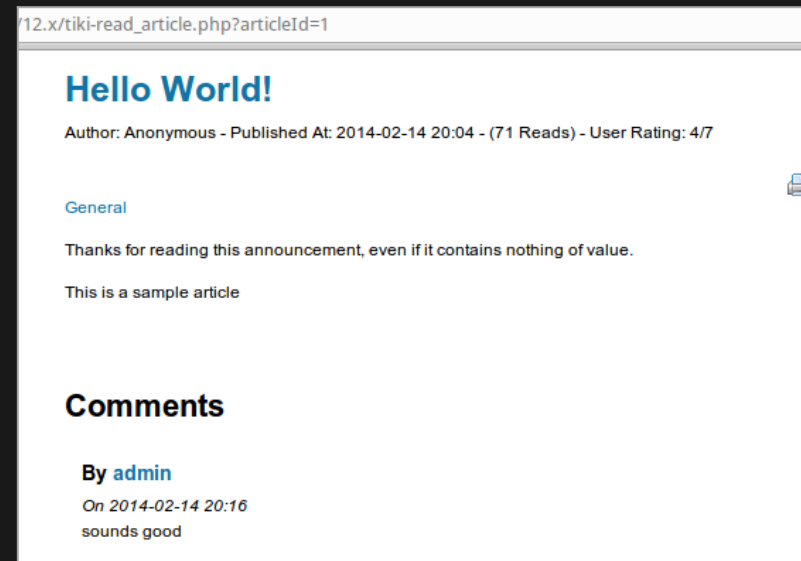 /12.x/tiki-read_article.php?articleId=1
Hello World!
Author: Anonymous - Published At: 2014-02-14 20:04 - (71 Reads) - User Rating: 4/7
General
Thanks for reading this announcement, even if it contains nothing of value.
This is a sample article
Comments
By admin
On 2014-02-14 20:16
sounds good